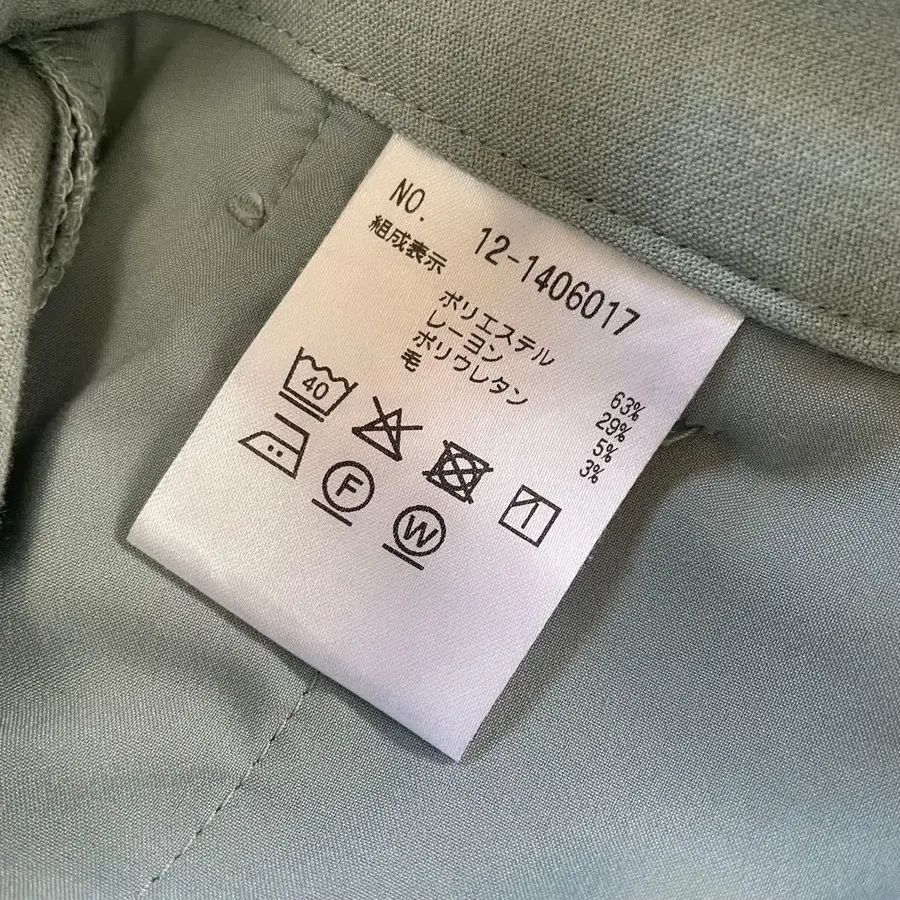 NO. 12-1406017
組成表示
ポリエステル 63%
レーヨン 29%
ポリウレタン 5%
毛 3%
40
F
W